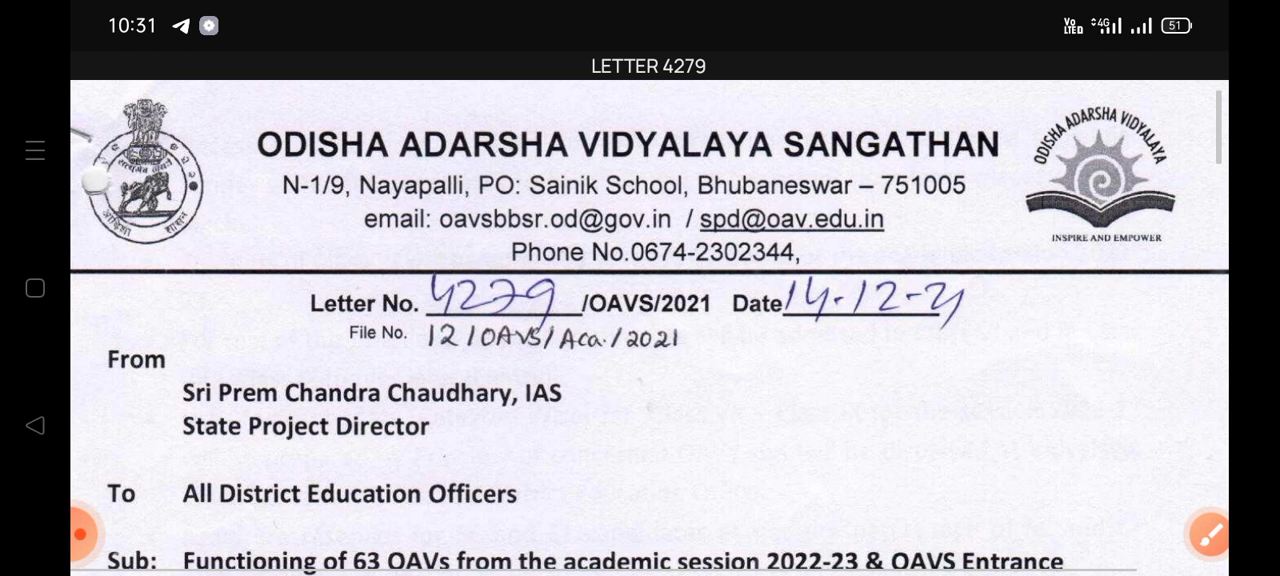 10:31
Vo LTED 4G 51
LETTER 4279
ODISHA ADARSHA VIDYALAYA SANGATHAN
N-1/9, Nayapalli, PO: Sainik School, Bhubaneswar – 751005
email: oavsbbsr.od@gov.in / spd@oav.edu.in
Phone No.0674-2302344,
ODISHA ADARSHA VIDYALAYA
INSPIRE AND EMPOWER
Letter No. 4279 /OAVS/2021 Date 14-12-21
File No. 12/OAVS/Aca./2021
From
Sri Prem Chandra Chaudhary, IAS
State Project Director
To All District Education Officers
Sub: Functioning of 63 OAVs from the academic session 2022-23 & OAVS Entrance